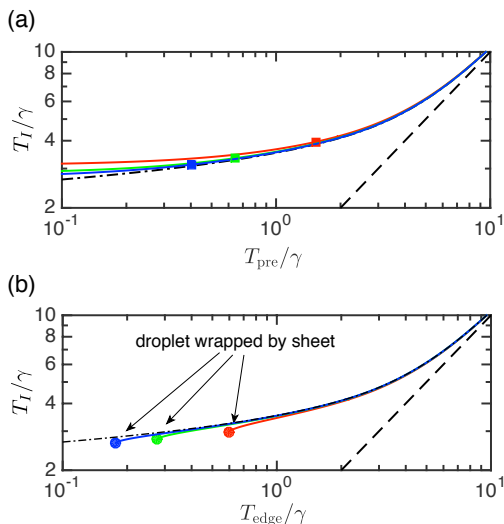 (a)
10
8
6
4
2
T_I/γ
10^{-1}
10^0
10^1
T_pre/γ
(b)
10
8
6
4
2
T_I/γ
droplet wrapped by sheet
10^{-1}
10^0
10^1
T_edge/γ